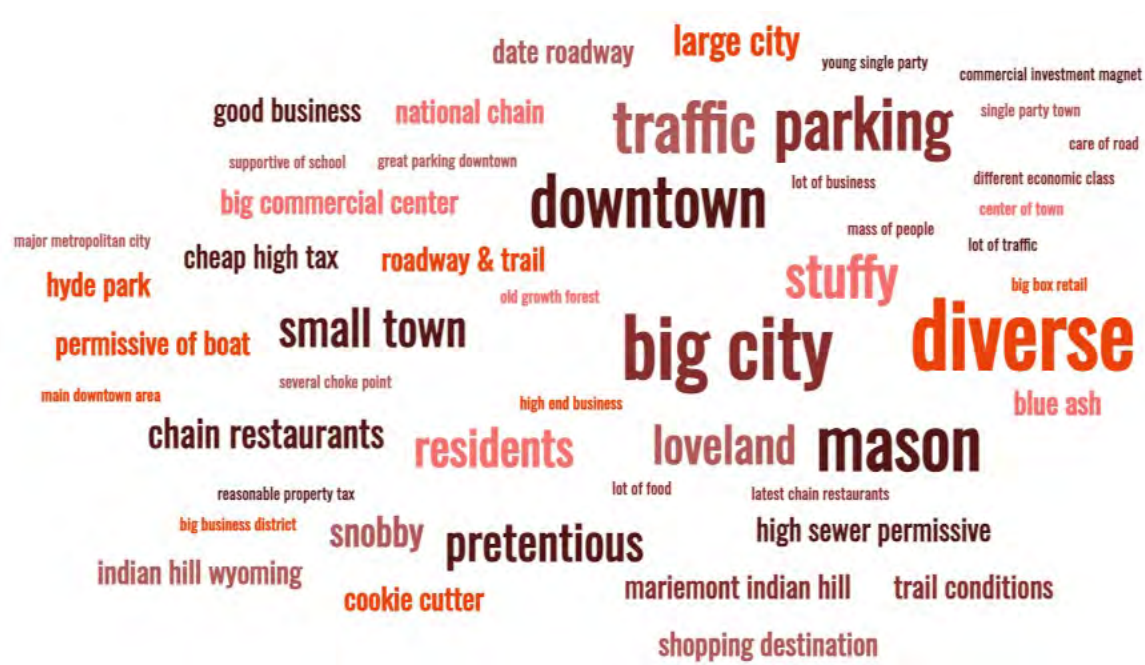 date roadway
large city
young single party
commercial investment magnet
good business
national chain
traffic
parking
single party town
care of road
supportive of school
great parking downtown
downtown
lot of business
different economic class
big commercial center
center of town
major metropolitan city
cheap high tax
roadway & trail
mass of people
lot of traffic
hyde park
old growth forest
stuffy
big box retail
permissive of boat
small town
big city
diverse
main downtown area
several choke point
high end business
blue ash
chain restaurants
residents
loveland
mason
reasonable property tax
lot of food
latest chain restaurants
big business district
snobby
pretentious
high sewer permissive
indian hill wyoming
cookie cutter
mariemont indian hill
trail conditions
shopping destination